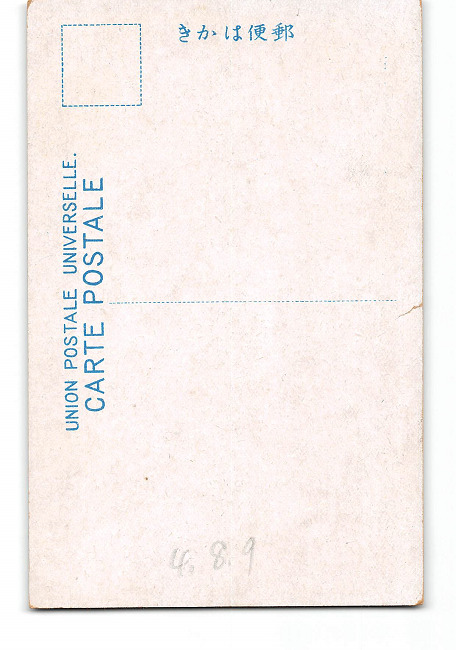 きかは便郵
UNION POSTALE UNIVERSELLE.
CARTE POSTALE
4.8.9